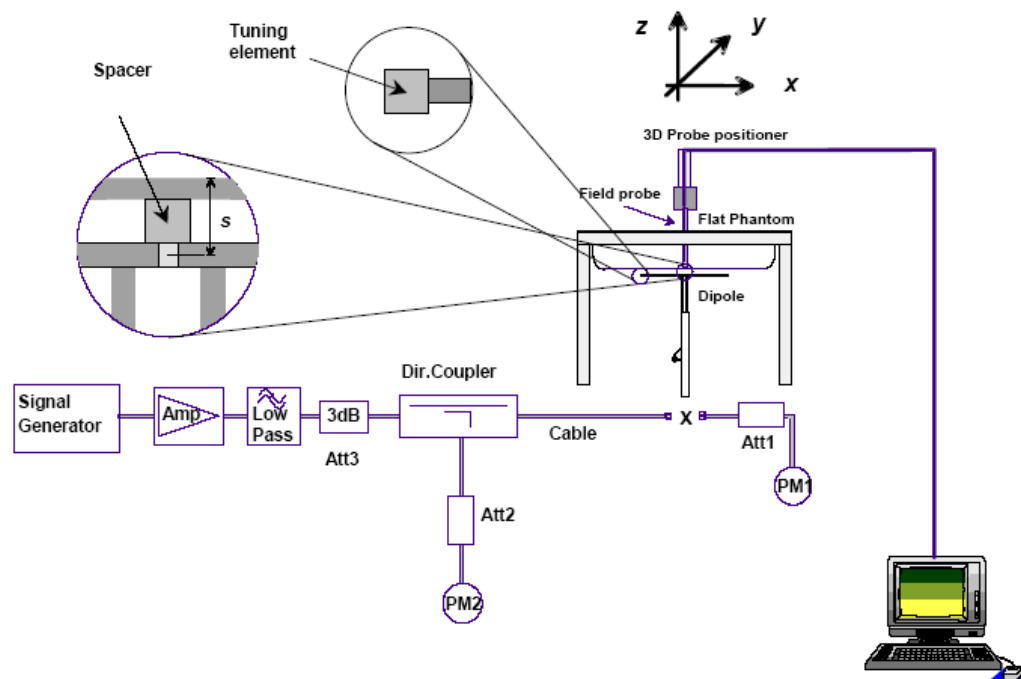 Tuning
element
Spacer
z
y
x
3D Probe positioner
Field probe
Flat Phantom
s
Dipole
Dir.Coupler
Signal
Generator
Amp
Low
Pass
3dB
Att3
Cable
X
Att1
PM1
Att2
PM2